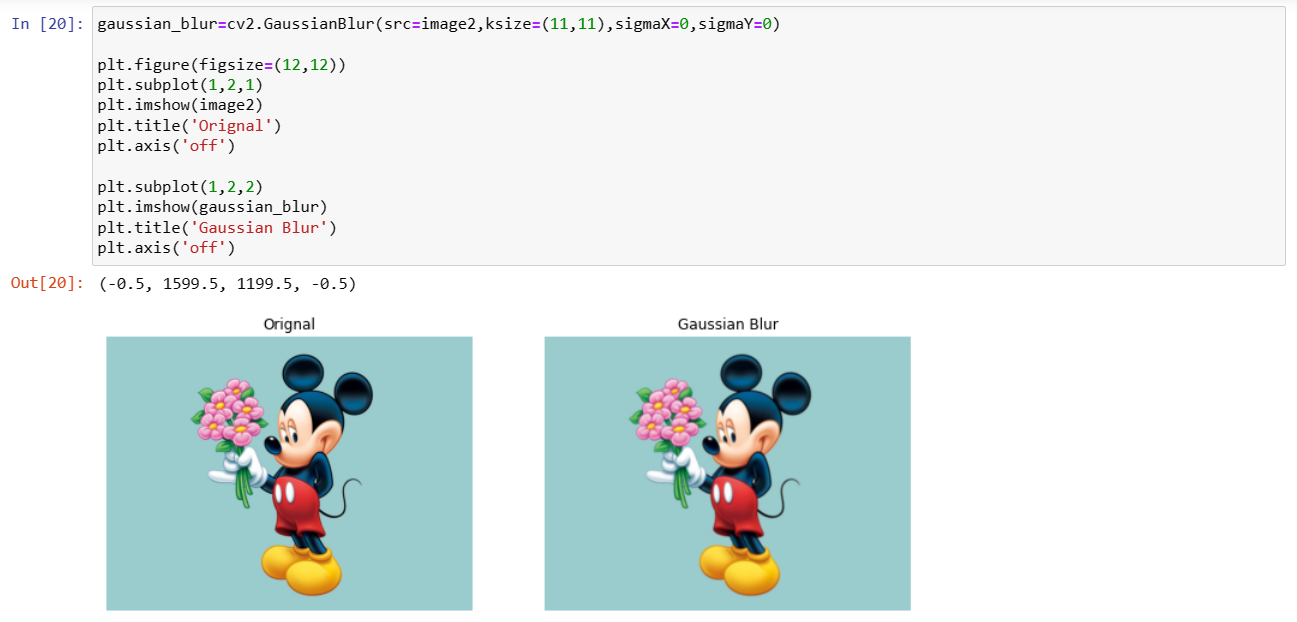 In [20]: gaussian_blur=cv2.GaussianBlur(src=image2,ksize=(11,11),sigmaX=0,sigmaY=0)
plt.figure(figsize=(12,12))
plt.subplot(1,2,1)
plt.imshow(image2)
plt.title('Orignal')
plt.axis('off')
plt.subplot(1,2,2)
plt.imshow(gaussian_blur)
plt.title('Gaussian Blur')
plt.axis('off')
Out[20]: (-0.5, 1599.5, 1199.5, -0.5)
Orignal
Gaussian Blur